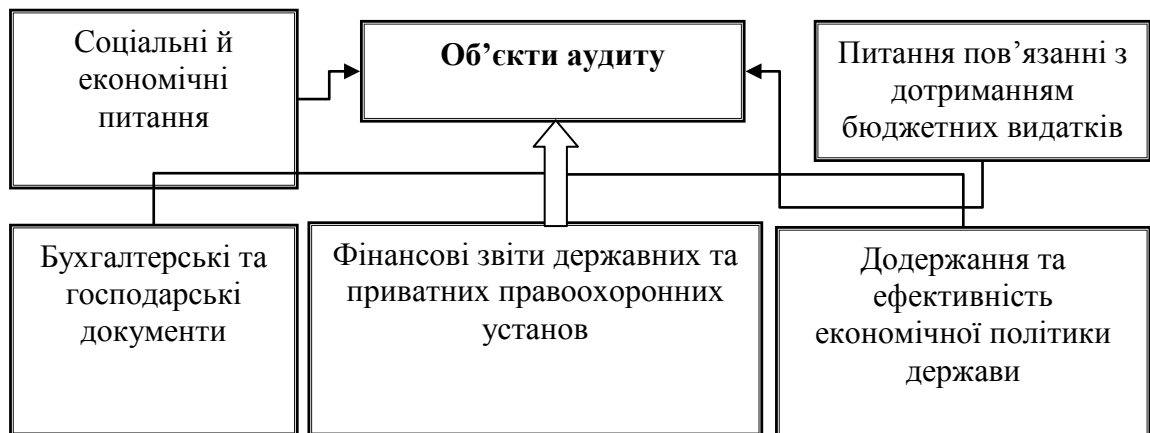 Соціальні й
економічні
питання
Об’єкти аудиту
Питання пов’язанні з
дотриманням
бюджетних видатків
Бухгалтерські та
господарські
документи
Фінансові звіти державних та
приватних правоохоронних
установ
Додержання та
ефективність
економічної політики
держави